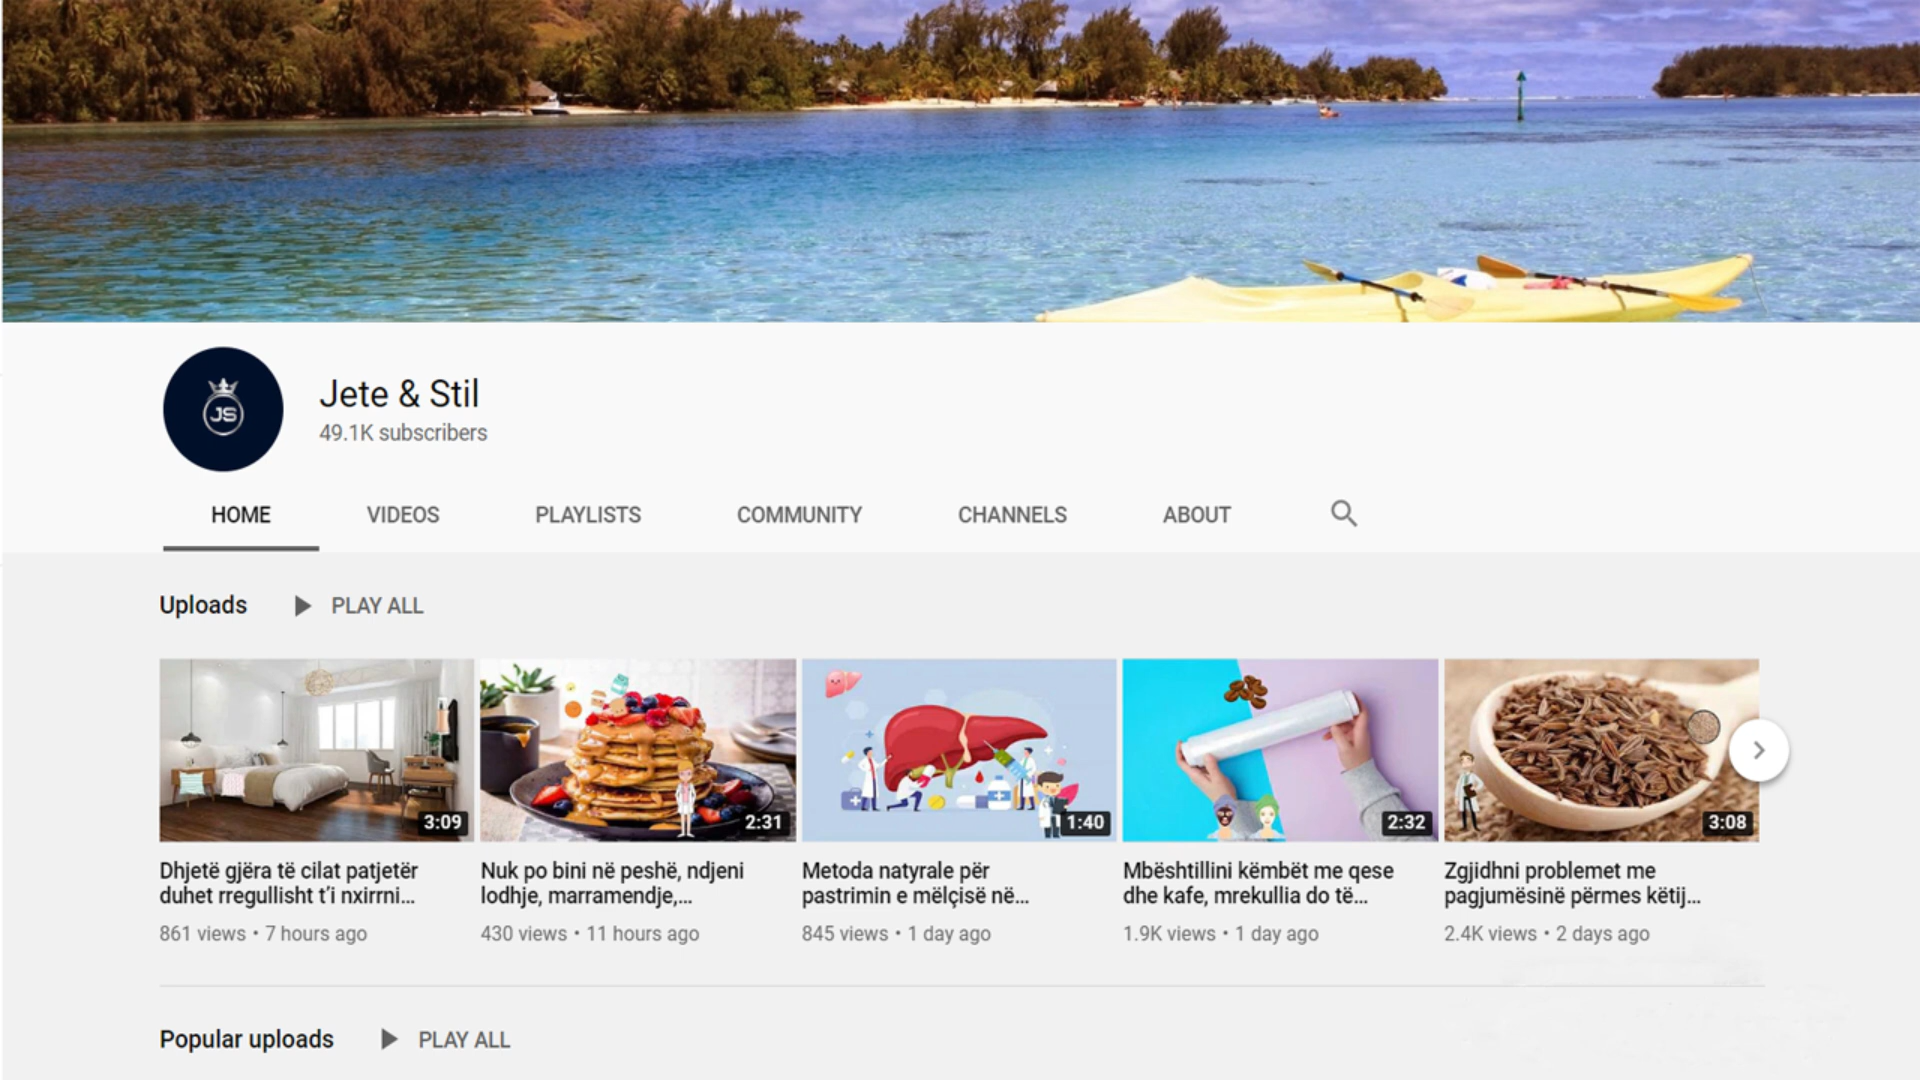 JS
Jete & Stil
49.1K subscribers
HOME
VIDEOS
PLAYLISTS
COMMUNITY
CHANNELS
ABOUT
Uploads
PLAY ALL
3:09
2:31
1:40
2:32
3:08
Dhjetë gjëra të cilat patjetër
duhet rregullisht t'i nxirrni...
861 views • 7 hours ago
Nuk po bini në peshë, ndjeni
lodhje, marramendje,...
430 views • 11 hours ago
Metoda natyrale për
pastrimin e mëlçisë në...
845 views • 1 day ago
Mbështillini këmbët me qese
dhe kafe, mrekullia do të...
1.9K views • 1 day ago
Zgjidhni problemet me
pagjumësinë përmes këtij...
2.4K views • 2 days ago
Popular uploads
PLAY ALL